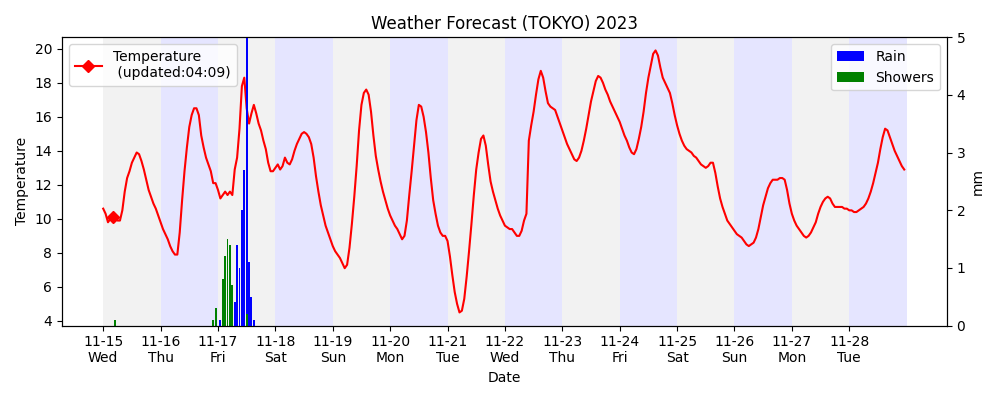 Weather Forecast (TOKYO) 2023
Temperature
(updated:04:09)
Rain
Showers
Temperature
20
18
16
14
12
10
8
6
4
5
4
3
2
1
0
mm
11-15 11-16 11-17 11-18 11-19 11-20 11-21 11-22 11-23 11-24 11-25 11-26 11-27 11-28
Wed Thu Fri Sat Sun Mon Tue Wed Thu Fri Sat Sun Mon Tue
Date